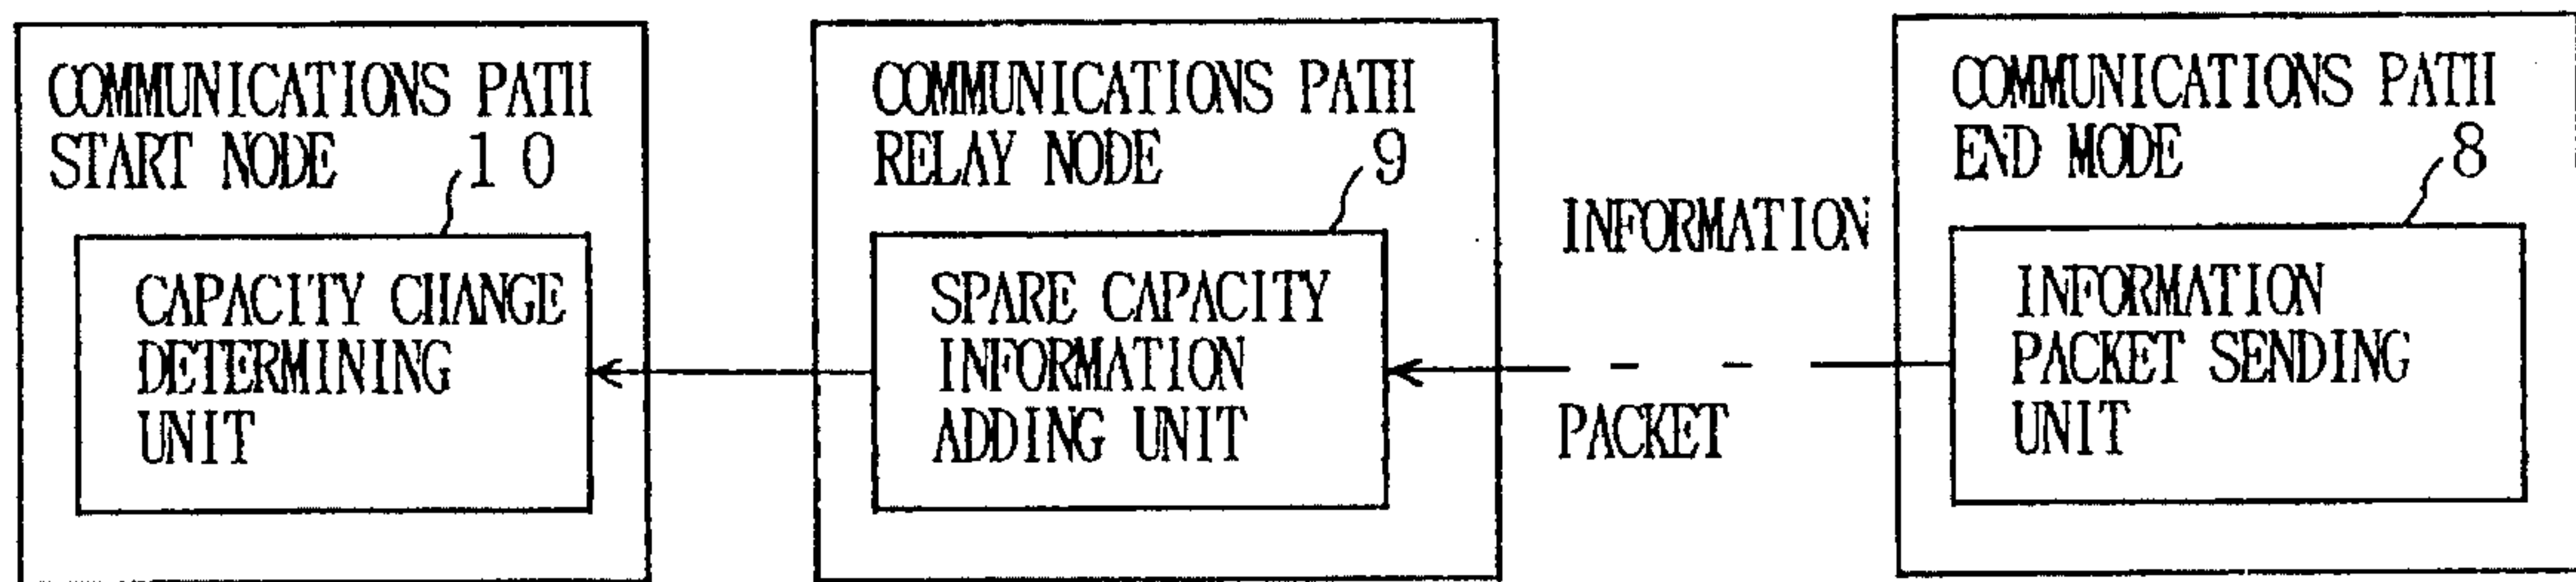 COMMUNICATIONS PATH
START NODE
10
CAPACITY CHANGE
DETERMINING
UNIT
COMMUNICATIONS PATH
RELAY NODE
9
SPARE CAPACITY
INFORMATION
ADDING UNIT
INFORMATION
PACKET
COMMUNICATIONS PATH
END MODE
8
INFORMATION
PACKET SENDING
UNIT